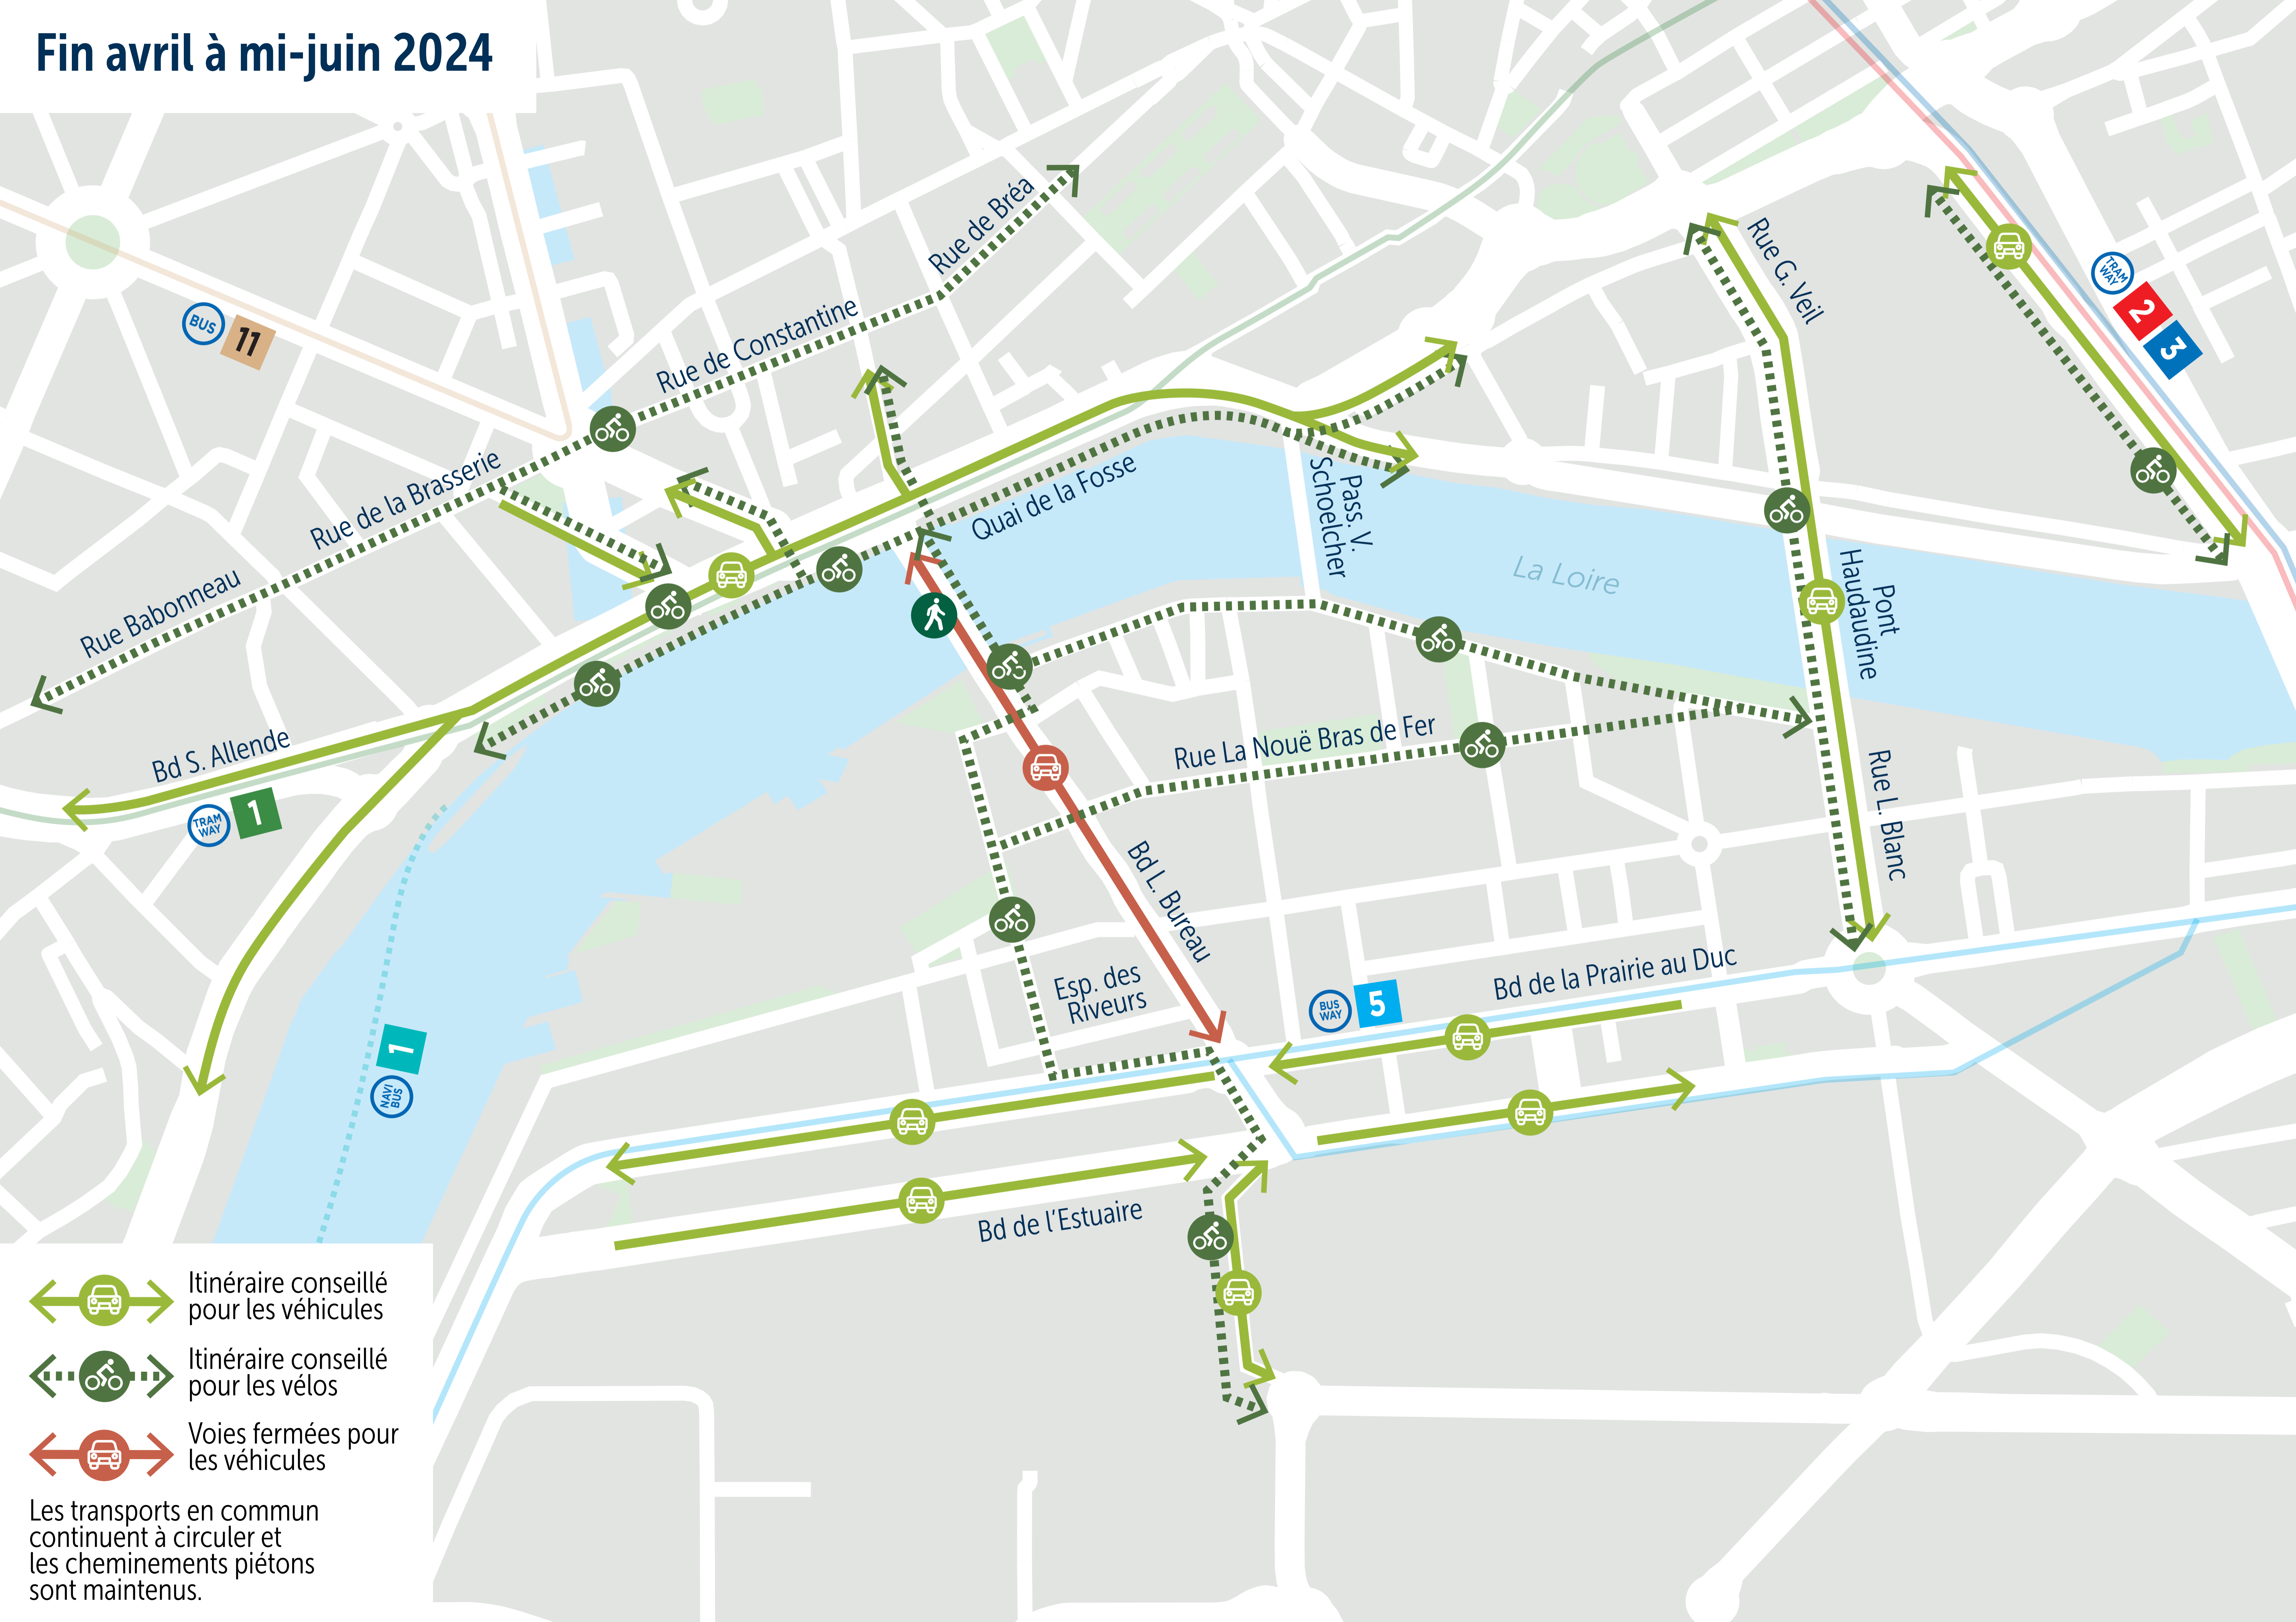 Fin avril à mi-juin 2024
Rue de Bréa
Rue G. Veil
TRAM
WAY
2
3
BUS
11
Rue de Constantine
Rue de la Brasserie
Quai de la Fosse
Pass. V.
Schoelcher
La Loire
Pont
Haudaudine
Rue Babonneau
Bd S. Allende
TRAM
WAY
1
Rue La Nouë Bras de Fer
Rue L. Blanc
Bd L. Bureau
Esp. des
Riveurs
BUS
WAY
5
Bd de la Prairie au Duc
1
NAVI
BUS
Bd de l'Estuaire
Itinéraire conseillé
pour les véhicules
Itinéraire conseillé
pour les vélos
Voies fermées pour
les véhicules
Les transports en commun
continuent à circuler et
les cheminements piétons
sont maintenus.